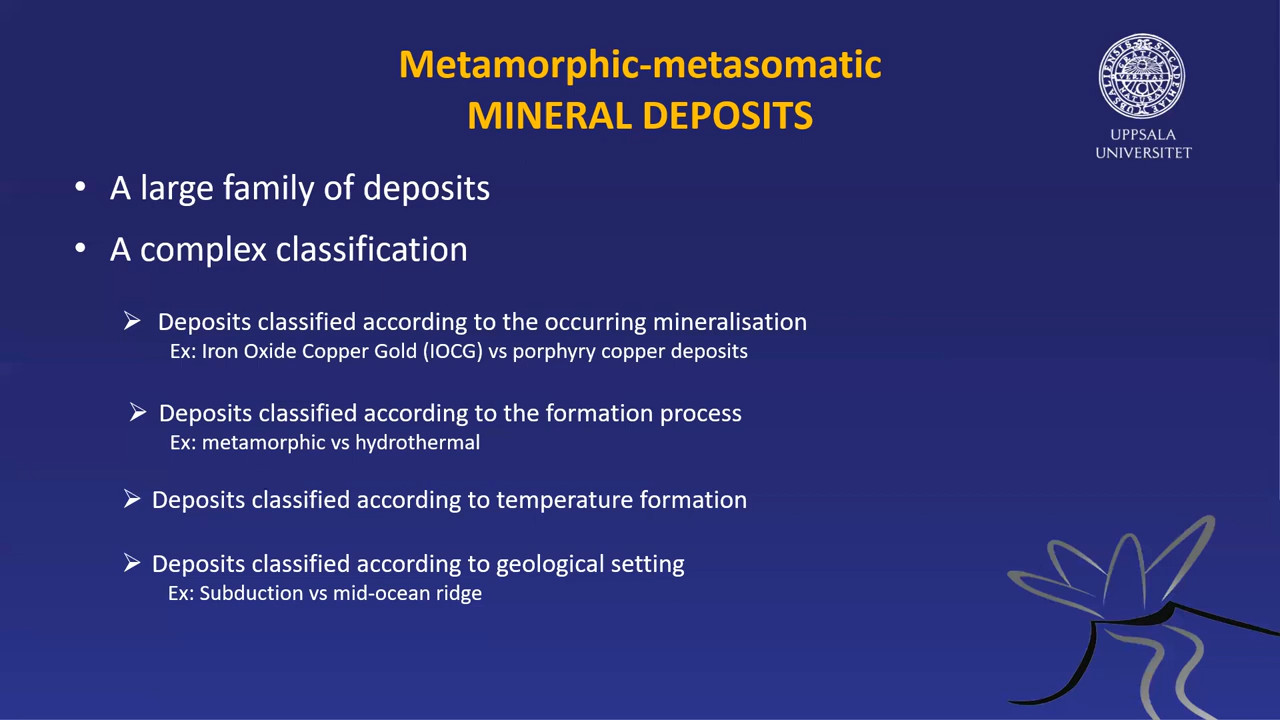 Metamorphic-metasomatic
MINERAL DEPOSITS
UPPSALA
UNIVERSITET
• A large family of deposits
• A complex classification
➢ Deposits classified according to the occurring mineralisation
Ex: Iron Oxide Copper Gold (IOCG) vs porphyry copper deposits
➢ Deposits classified according to the formation process
Ex: metamorphic vs hydrothermal
➢ Deposits classified according to temperature formation
➢ Deposits classified according to geological setting
Ex: Subduction vs mid-ocean ridge